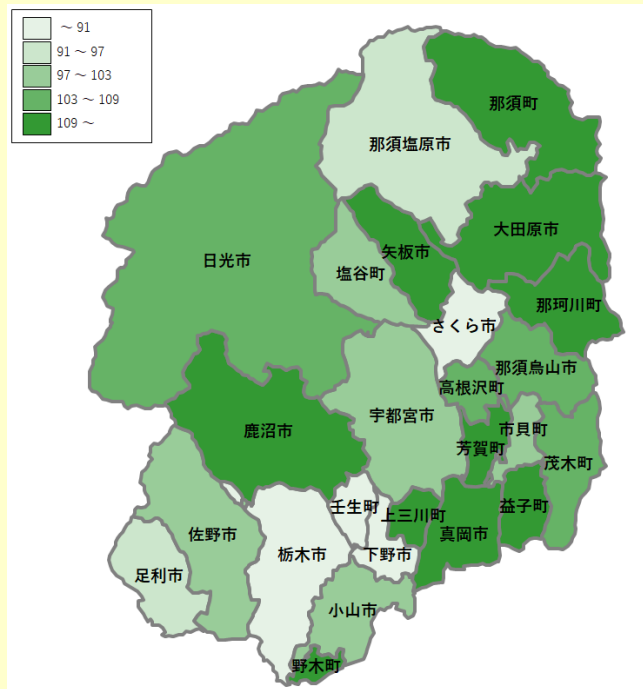 ～ 91
91 ～ 97
97 ～ 103
103 ～ 109
109 ～
那須町
那須塩原市
大田原市
矢板市
日光市
塩谷町
那珂川町
さくら市
那須烏山市
高根沢町
宇都宮市
市貝町
鹿沼市
芳賀町
茂木町
壬生町
上三川町
益子町
佐野市
真岡市
栃木市
下野市
足利市
小山市
野木町